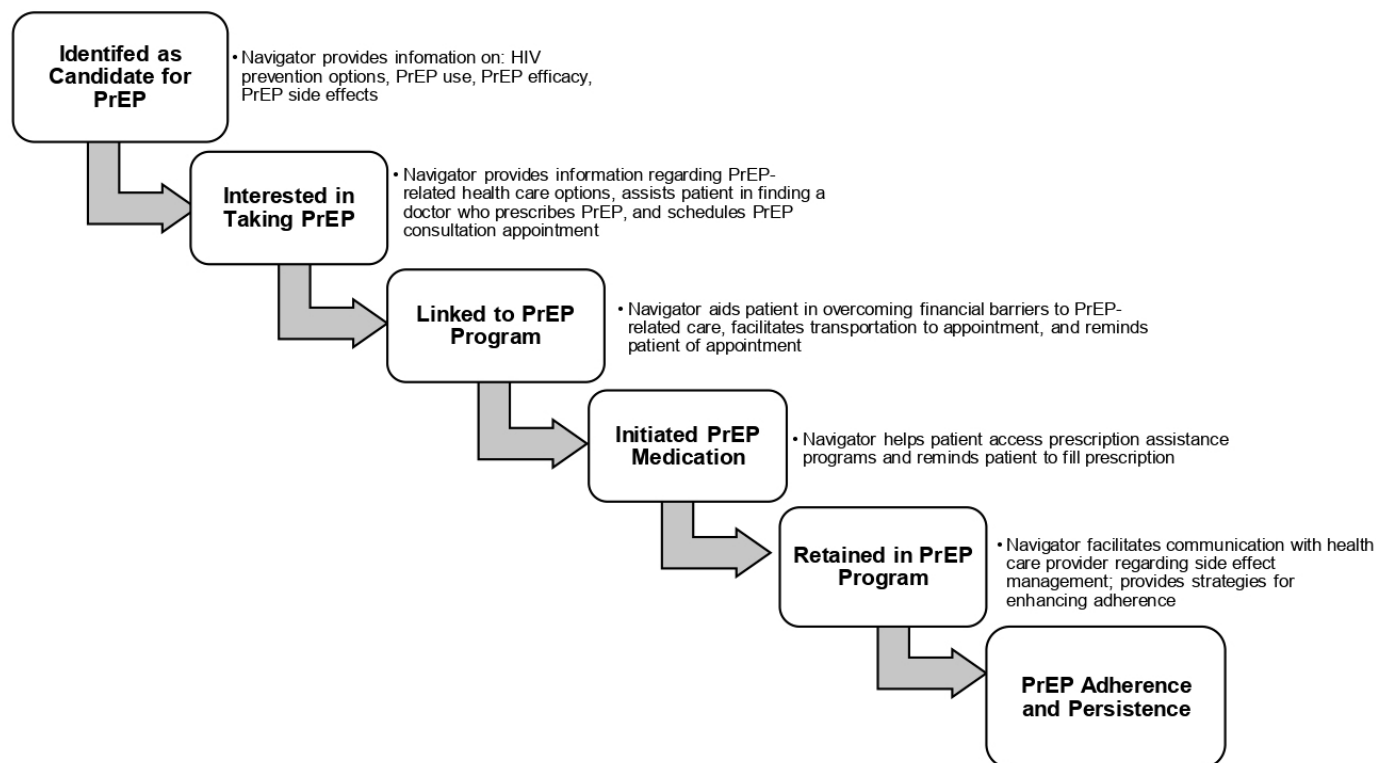 Identifed as
Candidate for
PrEP
• Navigator provides infomation on: HIV
prevention options, PrEP use, PrEP efficacy,
PrEP side effects
Interested in
Taking PrEP
• Navigator provides information regarding PrEP-
related health care options, assists patient in finding a
doctor who prescribes PrEP, and schedules PrEP
consultation appointment
Linked to PrEP
Program
• Navigator aids patient in overcoming financial barriers to PrEP-
related care, facilitates transportation to appointment, and reminds
patient of appointment
Initiated PrEP
Medication
• Navigator helps patient access prescription assistance
programs and reminds patient to fill prescription
Retained in PrEP
Program
• Navigator facilitates communication with health
care provider regarding side effect
management; provides strategies for
enhancing adherence
PrEP Adherence
and Persistence